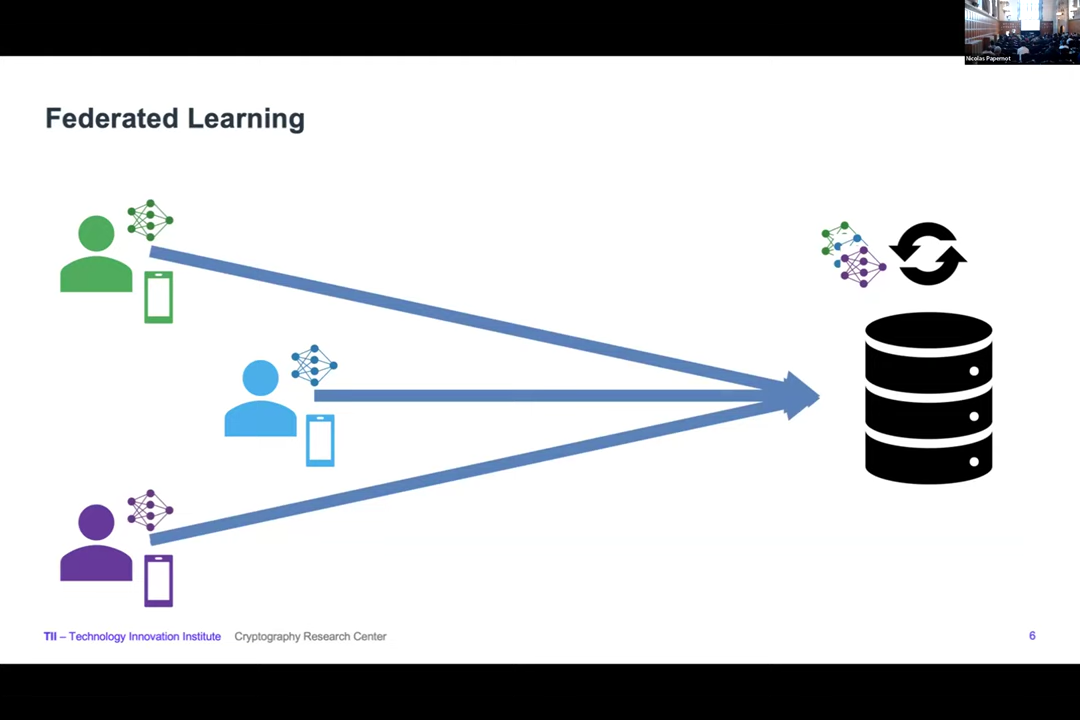 Nicolas Papernot
Federated Learning
TII – Technology Innovation Institute Cryptography Research Center
6